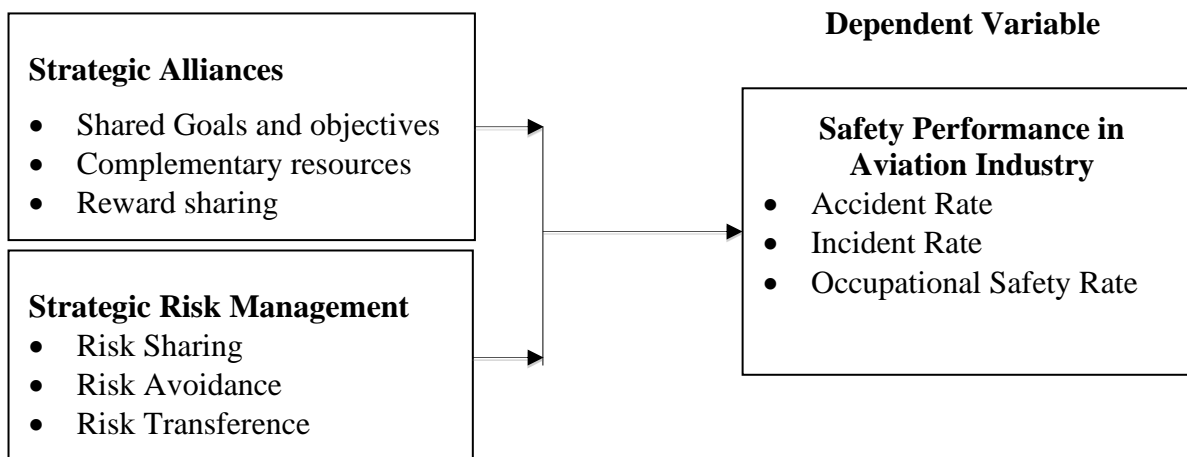 Dependent Variable
Strategic Alliances
• Shared Goals and objectives
• Complementary resources
• Reward sharing
Strategic Risk Management
• Risk Sharing
• Risk Avoidance
• Risk Transference
Safety Performance in
Aviation Industry
• Accident Rate
• Incident Rate
• Occupational Safety Rate